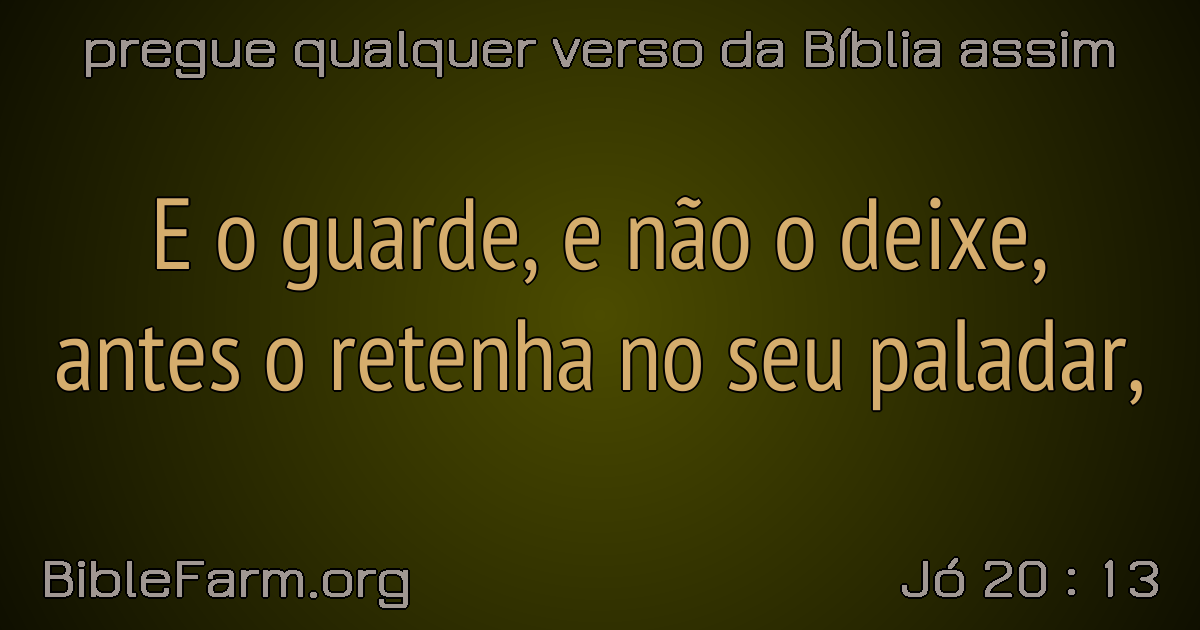 pregue qualquer verso da Bíblia assim
E o guarde, e não o deixe,
antes o retenha no seu paladar,
BibleFarm.org
Jó 20 : 13